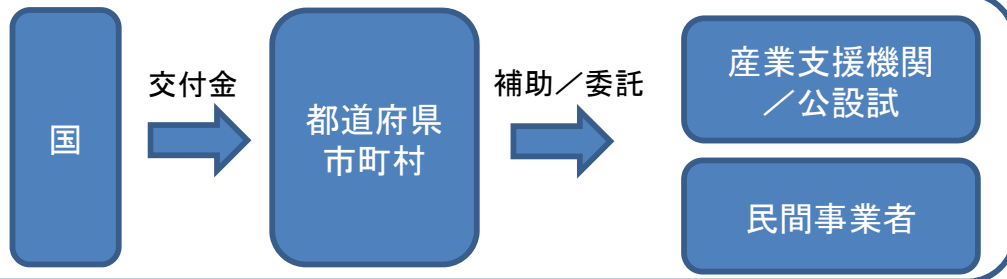 国
交付金
都道府県
市町村
補助／委託
産業支援機関
／公設試
民間事業者